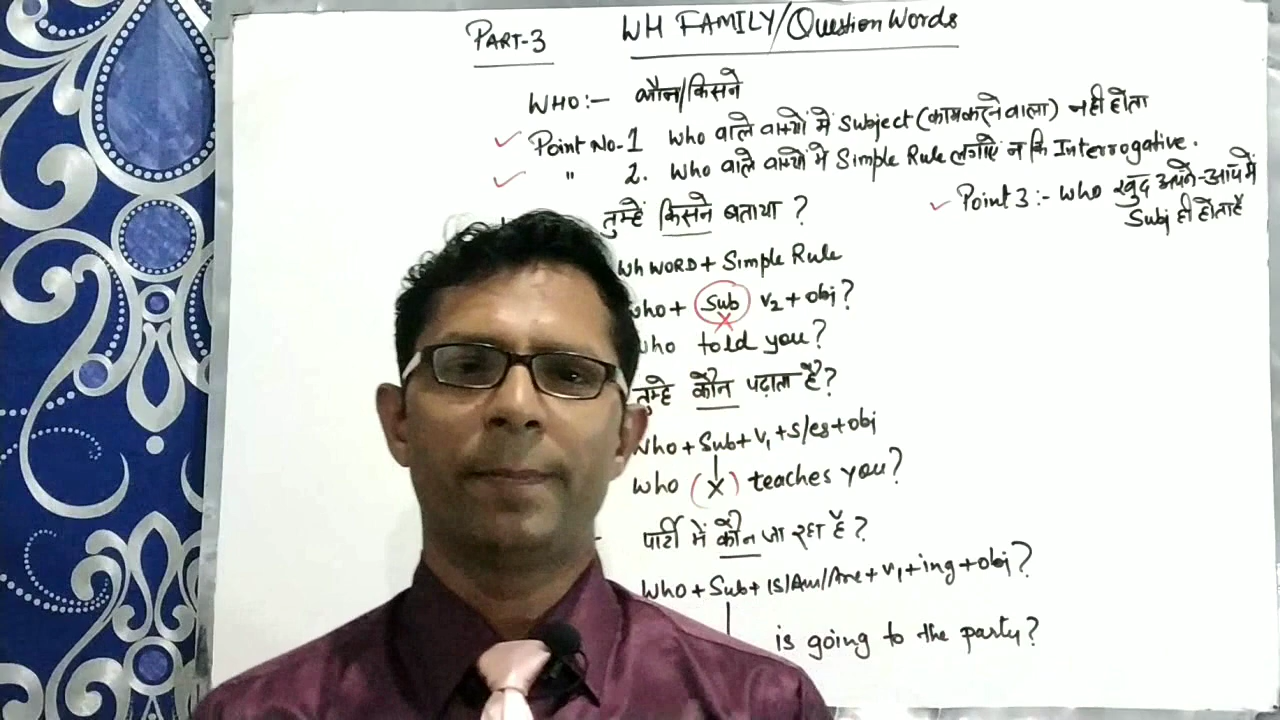 PART-3 WH FAMILY/Question Words
WHO:- कौन/किसने
Point No-1 Who वाले वाक्यों में Subject (काम करने वाला) नही होता
" 2. Who वाले वाक्यों में Simple Rule लगाएं न कि Interrogative.
Point 3:- Who खुद अपने-आप में
Subj ही होता है
तुम्हें किसने बताया ?
Wh WORD + Simple Rule
Who + Sub V2 + obj?
X
Who told you?
तुम्हे कौन पढ़ाता है?
Who + Sub + V1 + s/es + obj
Who (X) teaches you?
पार्टी में कौन जा रहा है ?
Who + Sub + is/Am/Are + V1 + ing + obj?
is going to the party?